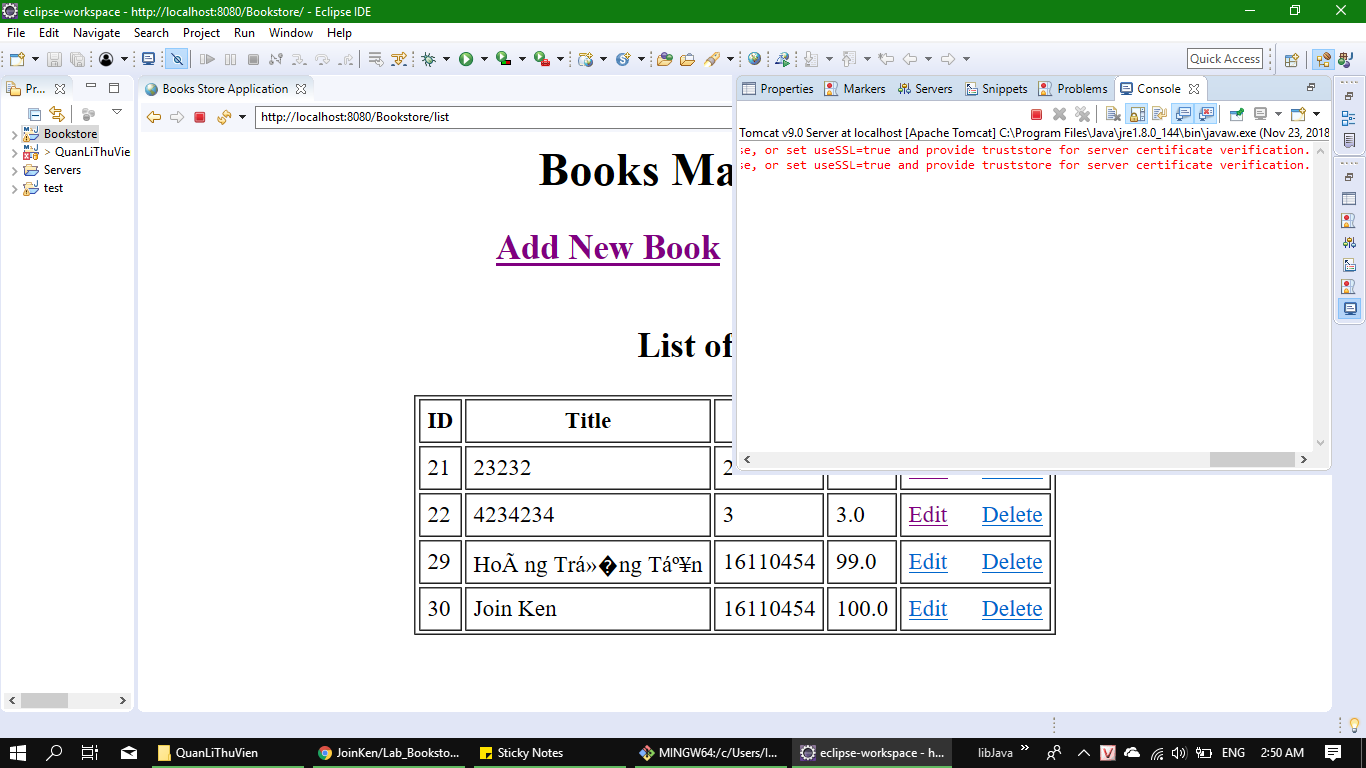 eclipse-workspace - http://localhost:8080/Bookstore/ - Eclipse IDE
File Edit Navigate Search Project Run Window Help
Quick Access
Pr...
Bookstore
> QuanLiThuVie
Servers
test
Books Store Application
http://localhost:8080/Bookstore/list
Books Ma
Add New Book
List of
ID Title
21 23232 2
22 4234234 3 3.0 Edit Delete
29 HoÃ ng Trá»�ng Táº¥n 16110454 99.0 Edit Delete
30 Join Ken 16110454 100.0 Edit Delete
Properties Markers Servers Snippets Problems Console
Tomcat v9.0 Server at localhost [Apache Tomcat] C:\Program Files\Java\jre1.8.0_144\bin\javaw.exe (Nov 23, 2018
se, or set useSSL=true and provide truststore for server certificate verification.
se, or set useSSL=true and provide truststore for server certificate verification.
QuanLiThuVien JoinKen/Lab_Booksto... Sticky Notes MINGW64:/c/Users/l... eclipse-workspace - h... libJava » ENG 2:50 AM